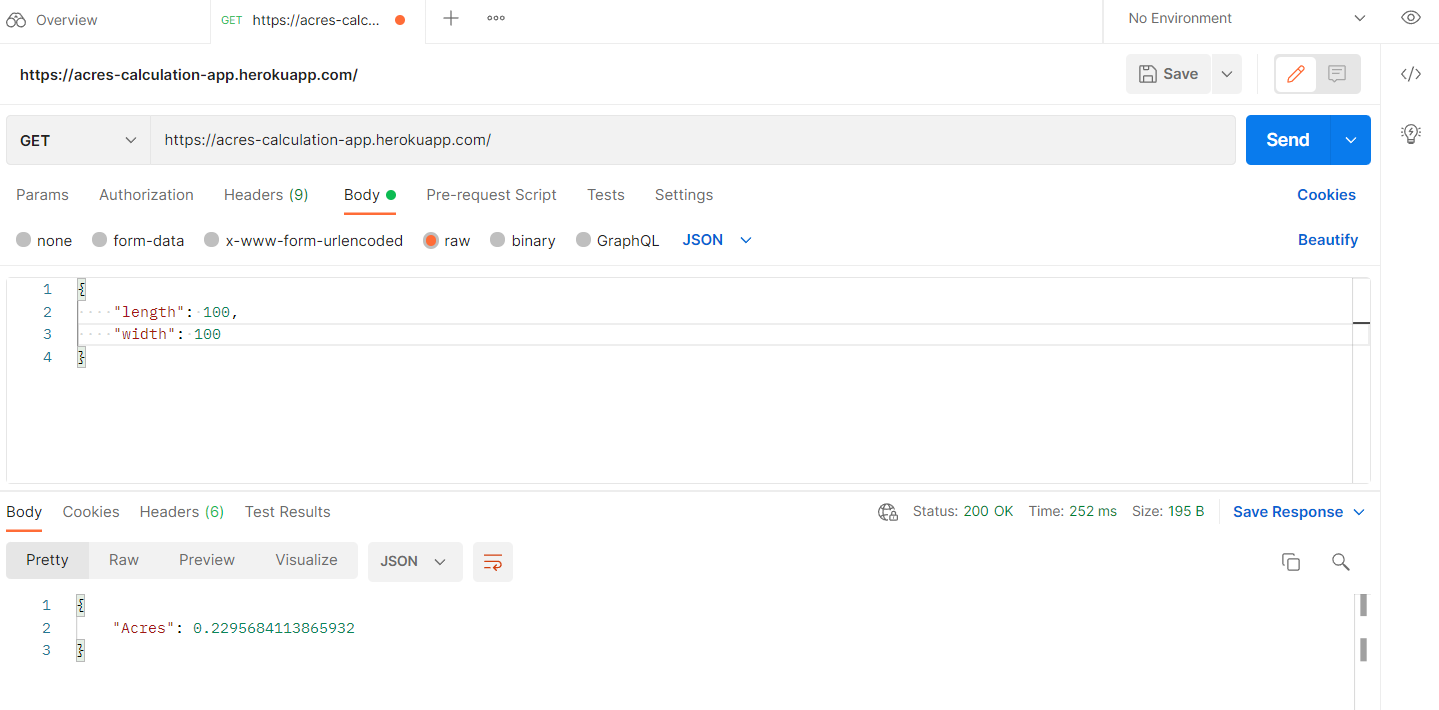 Overview GET https://acres-calc... No Environment
https://acres-calculation-app.herokuapp.com/ Save
GET https://acres-calculation-app.herokuapp.com/ Send
Params Authorization Headers (9) Body Pre-request Script Tests Settings Cookies
none form-data x-www-form-urlencoded raw binary GraphQL JSON Beautify
1 {
2 "length": 100,
3 "width": 100
4 }
Body Cookies Headers (6) Test Results Status: 200 OK Time: 252 ms Size: 195 B Save Response
Pretty Raw Preview Visualize JSON
1 {
2 "Acres": 0.2295684113865932
3 }